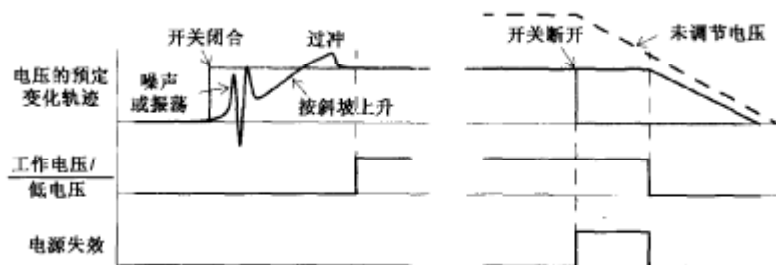 开关闭合
过冲
开关断开
未调节电压
电压的预定
变化轨迹
噪声
或振荡
按斜坡上升
工作电压/
低电压
电源失效